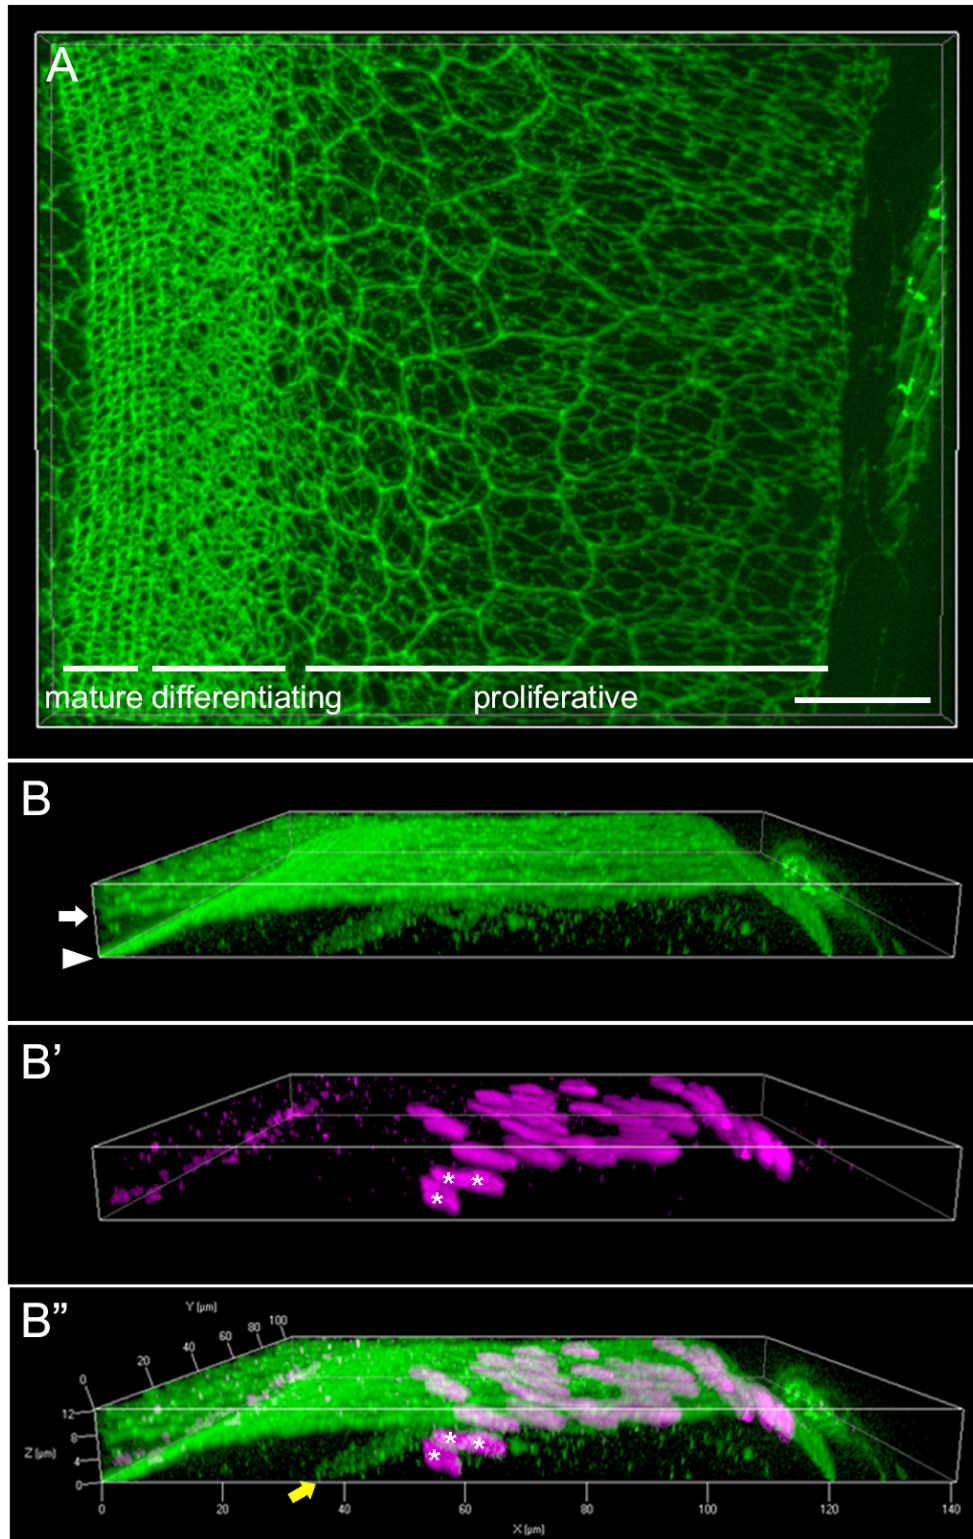 A
mature differentiating proliferative
B
B’
* *
*
B”
Y [µm]
100
80
60
40
20
0
12
8
Z [µm]
4
0
* *
*
0 20 40 60 80 100 120 140
X [µm]